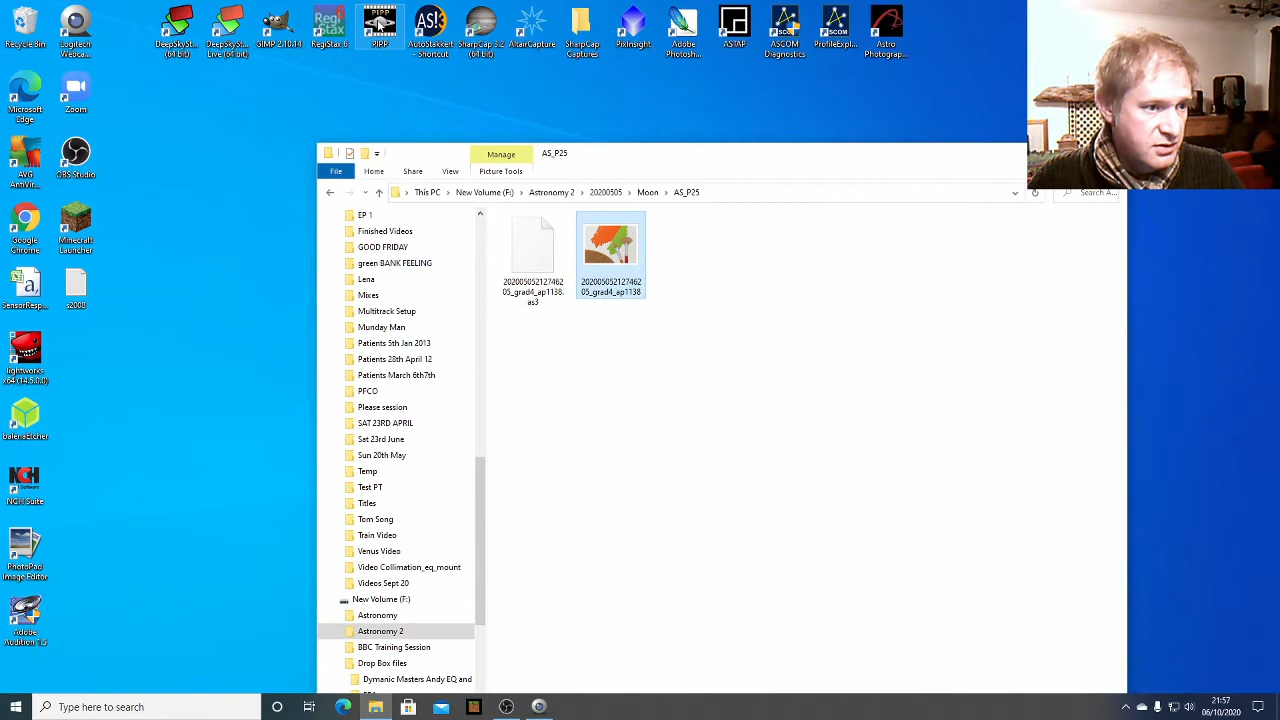 Recycle Bin
Logitech Webca...
DeepSkySt... (64 bit)
DeepSkySt... Live (64 bit)
GIMP 2.10.14
RegiStax 6
PIPP
AutoStakkert - Shortcut
SharpCap 3.2 (64 bit)
AltairCapture
SharpCap Captures
PixInsight
Adobe Photosh...
ASTAP
ASCOM Diagnostics
ProfileExpl...
Astro Photograp...
Microsoft Edge
Zoom
AVG AntiVir...
OBS Studio
Google Chrome
Minecraft Launcher
SensorResp...
s2008
lightworks x64 (14.5.0.0)
balenaEtcher
NCH Suite
PhotoPad Image Editor
Adobe Audition 1.5
Manage
AS_P25
File
Home
Share
View
Picture Tools
This PC > New Volume (F:) > Astronomy 2 > 20200505 > Moon > AS_P25
Search A...
EP 1
Finished Videos
GOOD FRIDAY
green BANK FEELING
Lena
Mixes
Multitrack Setup
Munday Man
Patients 5th Jan 2013
Patients 28th April 12
Patients March 6th7th
PFCO
Please session
SAT 23RD APRIL
Sat 23rd June
Sun 20th May
Temp
Test PT
Titles
Tom Song
Train Video
Venus Video
Video Collimation_eq_mount
Videos Sept 20
New Volume (F:)
Astronomy
Astronomy 2
BBC Training Session
Drop Box files
Dymanic Masters Andy EQ and
202005052127462
05_grad4_ap1138.
as3
202005052127462
05_grad4_ap1138
Type here to search
21:57
06/10/2020